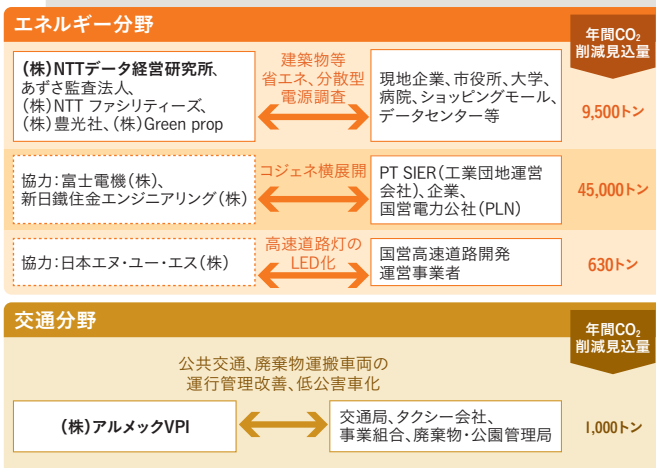 エネルギー分野
年間CO₂
削減見込量
(株)NTTデータ経営研究所、
あずさ監査法人、
(株)NTT ファシリティーズ、
(株)豊光社、(株)Green prop
建築物等
省エネ、分散型
電源調査
現地企業、市役所、大学、
病院、ショッピングモール、
データセンター等
9,500トン
協力:富士電機(株)、
新日鐵住金エンジニアリング(株)
コジェネ横展開
PT SIER(工業団地運営
会社)、企業、
国営電力公社(PLN)
45,000トン
協力:日本エヌ・ユー・エス(株)
高速道路灯の
LED化
国営高速道路開発
運営事業者
630トン
交通分野
年間CO₂
削減見込量
公共交通、廃棄物運搬車両の
運行管理改善、低公害車化
(株)アルメックVPI
交通局、タクシー会社、
事業組合、廃棄物・公園管理局
1,000トン